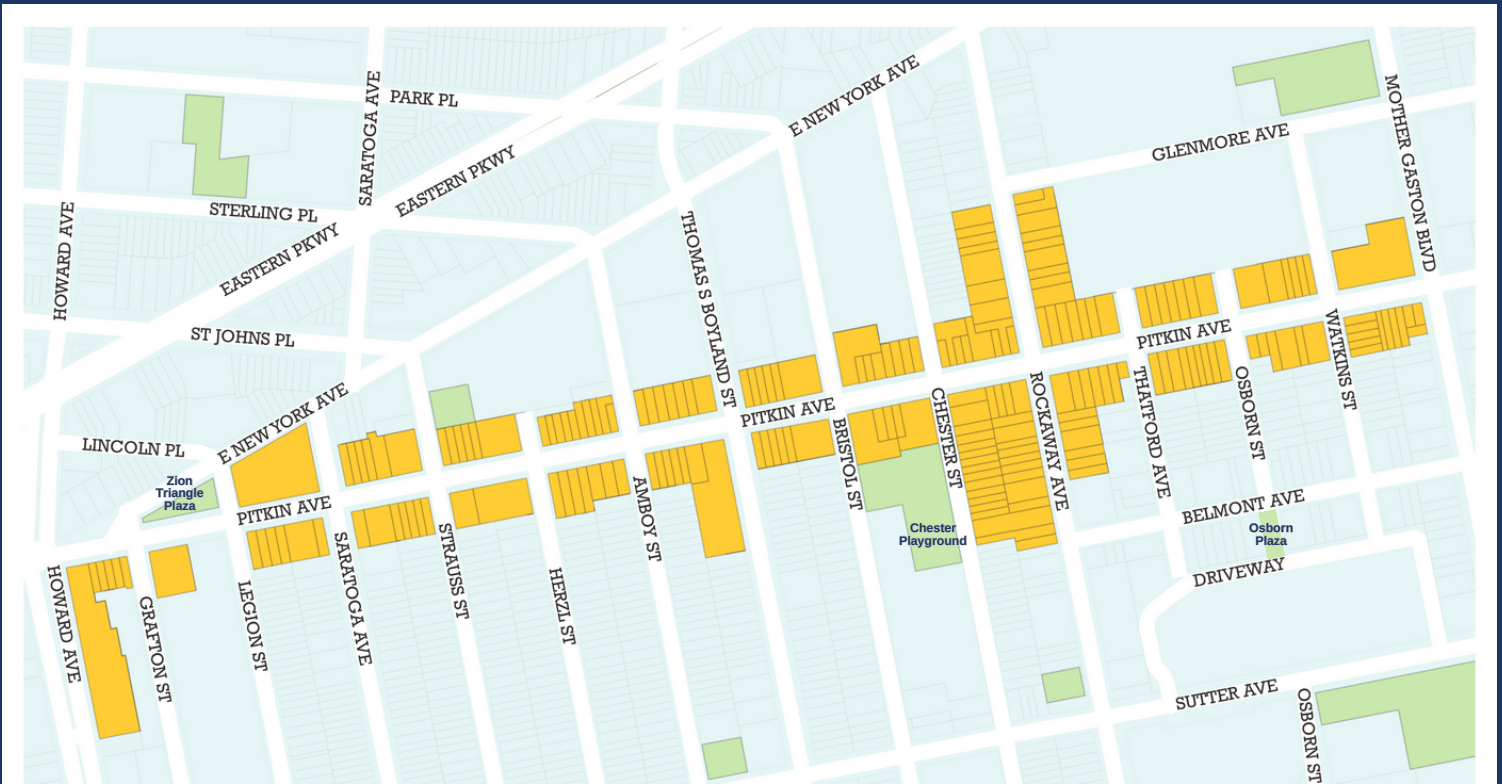 PARK PL
E NEW YORK AVE
SARATOGA AVE
MOTHER GASTON BLVD
GLENMORE AVE
EASTERN PKWY
STERLING PL
HOWARD AVE
EASTERN PKWY
THOMAS S BOYLAND ST
ST JOHNS PL
PITKIN AVE
WATKINS ST
E NEW YORK AVE
LINCOLN PL
PITKIN AVE
OSBORN ST
THATFORD AVE
ROCKAWAY AVE
CHESTER ST
BRISTOL ST
Zion
Triangle
Plaza
PITKIN AVE
AMBOY ST
BELMONT AVE
Chester
Playground
Osborn
Plaza
STRAUSS ST
SARATOGA AVE
HOWARD AVE
GRAFTON ST
LEGION ST
HERZL ST
DRIVEWAY
SUTTER AVE
OSBORN ST